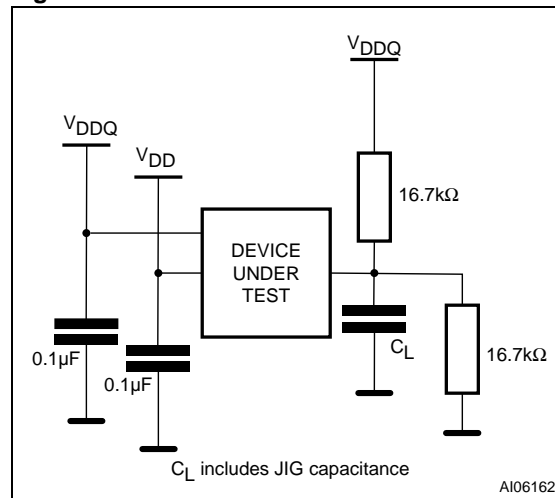 VDDQ
VDDQ
VDD
16.7kΩ
DEVICE
UNDER
TEST
0.1µF
0.1µF
CL
16.7kΩ
CL includes JIG capacitance
AI06162